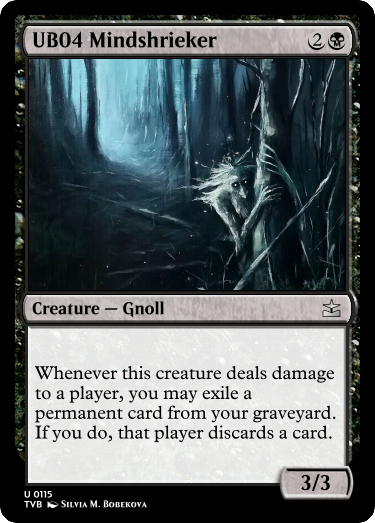 UB04 Mindshrieker 2
Creature — Gnoll
Whenever this creature deals damage
to a player, you may exile a
permanent card from your graveyard.
If you do, that player discards a card.
3/3
U 0115
TVB Silvia M. Bobekova